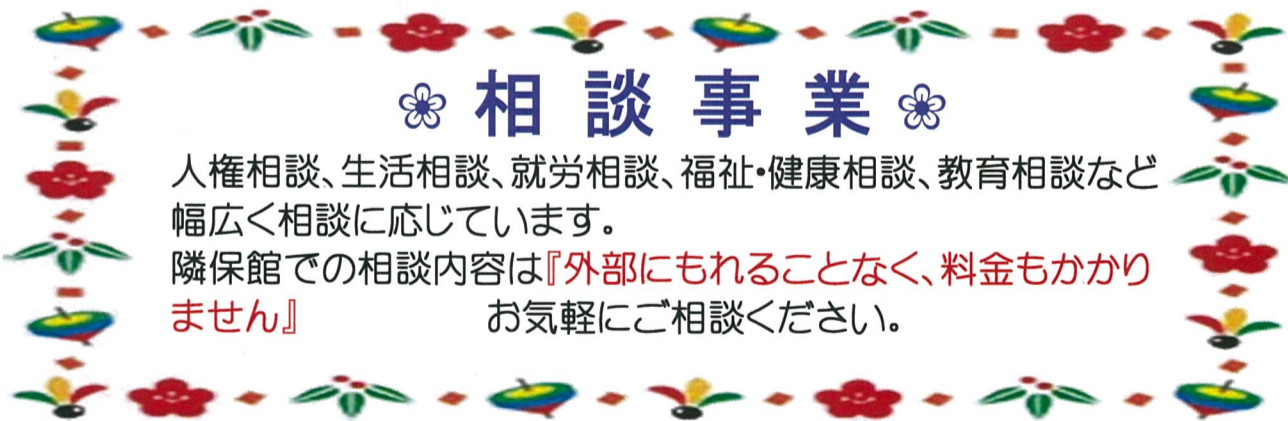 相談事業
人権相談、生活相談、就労相談、福祉・健康相談、教育相談など
幅広く相談に応じています。
隣保館での相談内容は『外部にもれることなく、料金もかかり
ません』 お気軽にご相談ください。